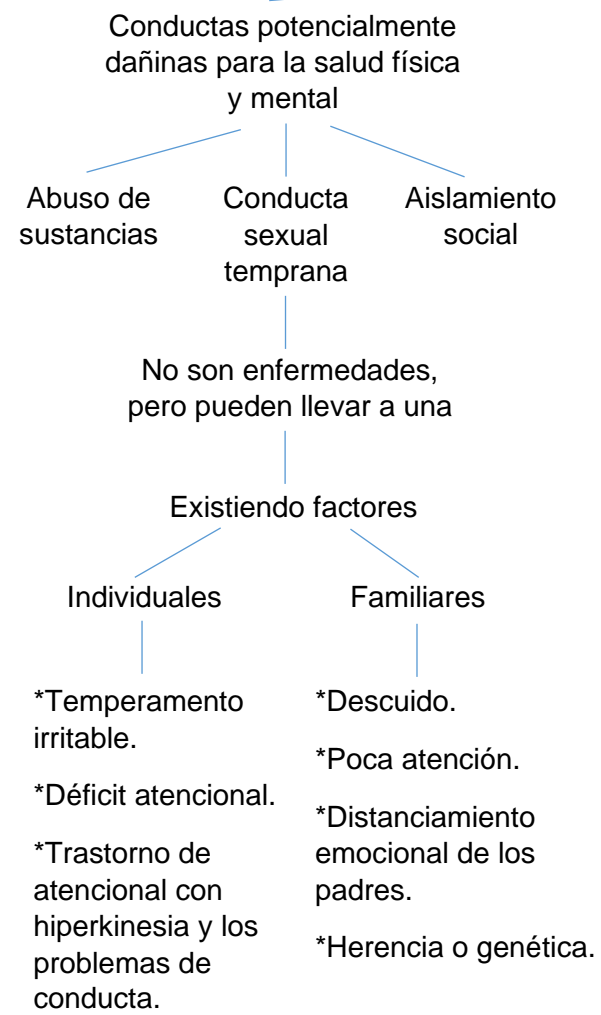 Conductas potencialmente
dañinas para la salud física
y mental
Abuso de
sustancias
Conducta
sexual
temprana
Aislamiento
social
No son enfermedades,
pero pueden llevar a una
Existiendo factores
Individuales
Familiares
*Temperamento
irritable.
*Déficit atencional.
*Trastorno de
atencional con
hiperkinesia y los
problemas de
conducta.
*Descuido.
*Poca atención.
*Distanciamiento
emocional de los
padres.
*Herencia o genética.